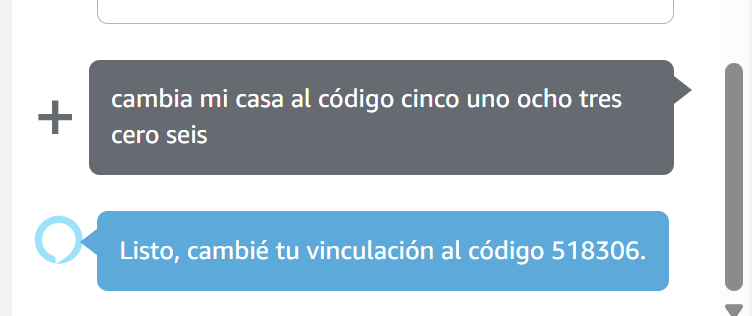 cambia mi casa al código cinco uno ocho tres
cero seis
Listo, cambié tu vinculación al código 518306.